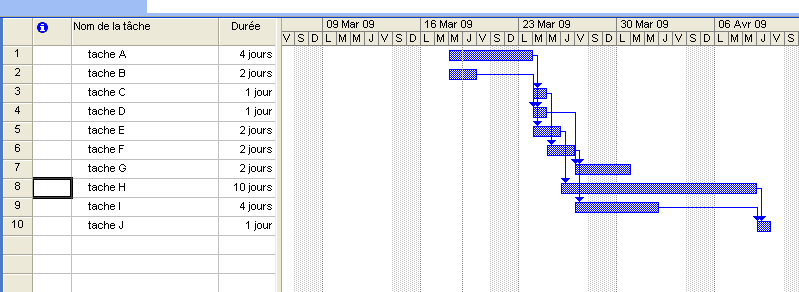 Nom de la tâche Durée 09 Mar 09 16 Mar 09 23 Mar 09 30 Mar 09 06 Avr 09
V S D L M M J V S D L M M J V S D L M M J V S D L M M J V S D L M M J V S
1 tache A 4 jours
2 tache B 2 jours
3 tache C 1 jour
4 tache D 1 jour
5 tache E 2 jours
6 tache F 2 jours
7 tache G 2 jours
8 tache H 10 jours
9 tache I 4 jours
10 tache J 1 jour